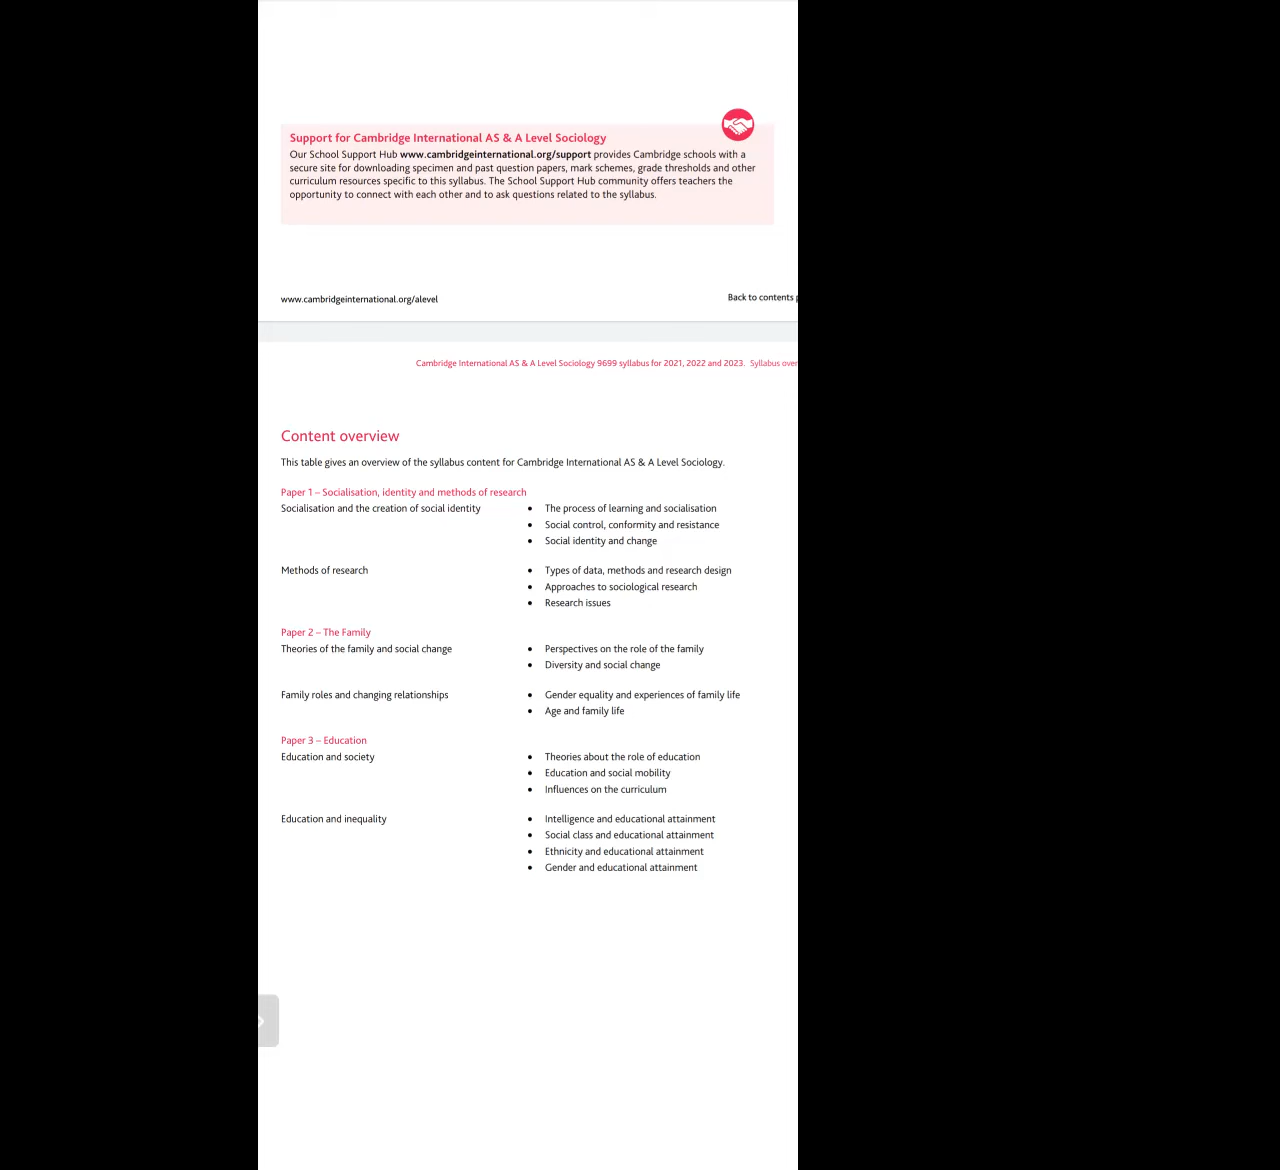 Support for Cambridge International AS & A Level Sociology
Our School Support Hub www.cambridgeinternational.org/support provides Cambridge schools with a
secure site for downloading specimen and past question papers, mark schemes, grade thresholds and other
curriculum resources specific to this syllabus. The School Support Hub community offers teachers the
opportunity to connect with each other and to ask questions related to the syllabus.
www.cambridgeinternational.org/alevel
Back to contents p
Cambridge International AS & A Level Sociology 9699 syllabus for 2021, 2022 and 2023. Syllabus over
Content overview
This table gives an overview of the syllabus content for Cambridge International AS & A Level Sociology.
Paper 1 – Socialisation, identity and methods of research
Socialisation and the creation of social identity
• The process of learning and socialisation
• Social control, conformity and resistance
• Social identity and change
Methods of research
• Types of data, methods and research design
• Approaches to sociological research
• Research issues
Paper 2 – The Family
Theories of the family and social change
• Perspectives on the role of the family
• Diversity and social change
Family roles and changing relationships
• Gender equality and experiences of family life
• Age and family life
Paper 3 – Education
Education and society
• Theories about the role of education
• Education and social mobility
• Influences on the curriculum
Education and inequality
• Intelligence and educational attainment
• Social class and educational attainment
• Ethnicity and educational attainment
• Gender and educational attainment